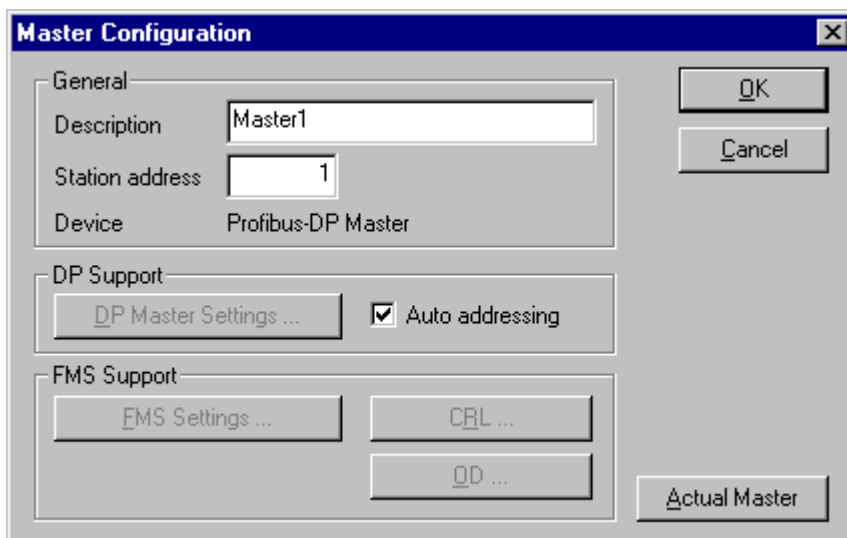 Master Configuration
General
Description Master1
Station address 1
Device Profibus-DP Master
OK
Cancel
DP Support
DP Master Settings ...
Auto addressing
FMS Support
FMS Settings ...
CRL ...
OD ...
Actual Master